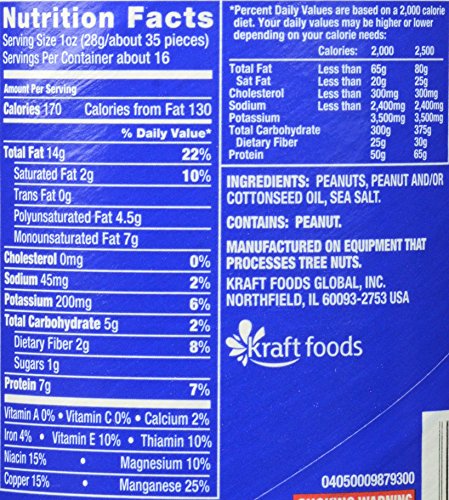 Nutrition Facts
Serving Size 1oz (28g/about 35 pieces)
Servings Per Container about 16
Amount Per Serving
Calories 170 Calories from Fat 130
% Daily Value*
Total Fat 14g 22%
Saturated Fat 2g 10%
Trans Fat 0g
Polyunsaturated Fat 4.5g
Monounsaturated Fat 7g
Cholesterol 0mg 0%
Sodium 45mg 2%
Potassium 200mg 6%
Total Carbohydrate 5g 2%
Dietary Fiber 2g 8%
Sugars 1g
Protein 7g 7%
Vitamin A 0% • Vitamin C 0% • Calcium 2%
Iron 4% • Vitamin E 10% • Thiamin 10%
Niacin 15% • Magnesium 10%
Copper 15% • Manganese 25%
*Percent Daily Values are based on a 2,000 calorie
diet. Your daily values may be higher or lower
depending on your calorie needs:
Calories: 2,000 2,500
Total Fat Less than 65g 80g
Sat Fat Less than 20g 25g
Cholesterol Less than 300mg 300mg
Sodium Less than 2,400mg 2,400mg
Potassium 3,500mg 3,500mg
Total Carbohydrate 300g 375g
Dietary Fiber 25g 30g
Protein 50g 65g
INGREDIENTS: PEANUTS, PEANUT AND/OR
COTTONSEED OIL, SEA SALT.
CONTAINS: PEANUT.
MANUFACTURED ON EQUIPMENT THAT
PROCESSES TREE NUTS.
KRAFT FOODS GLOBAL, INC.
NORTHFIELD, IL 60093-2753 USA
kraft foods
04050009879300
CHOKING WARNING